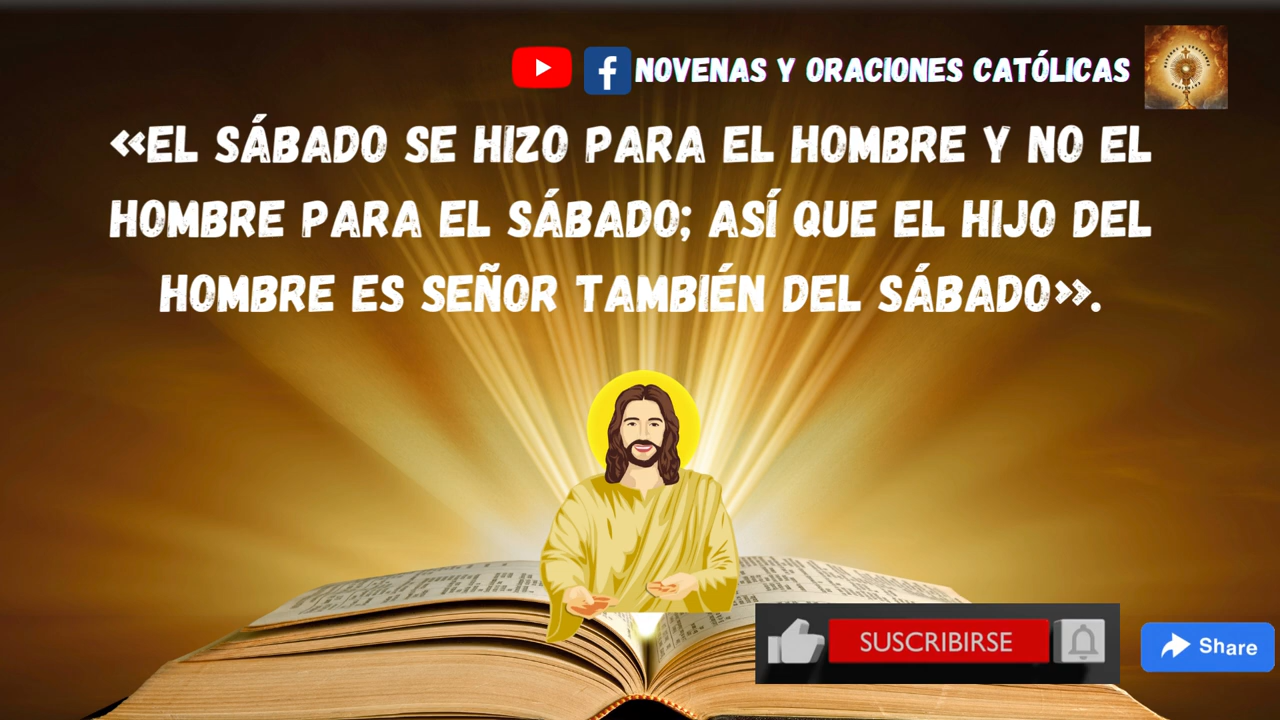 NOVENAS Y ORACIONES CATÓLICAS
«EL SÁBADO SE HIZO PARA EL HOMBRE Y NO EL
HOMBRE PARA EL SÁBADO; ASÍ QUE EL HIJO DEL
HOMBRE ES SEÑOR TAMBIÉN DEL SÁBADO».
SUSCRIBIRSE
Share